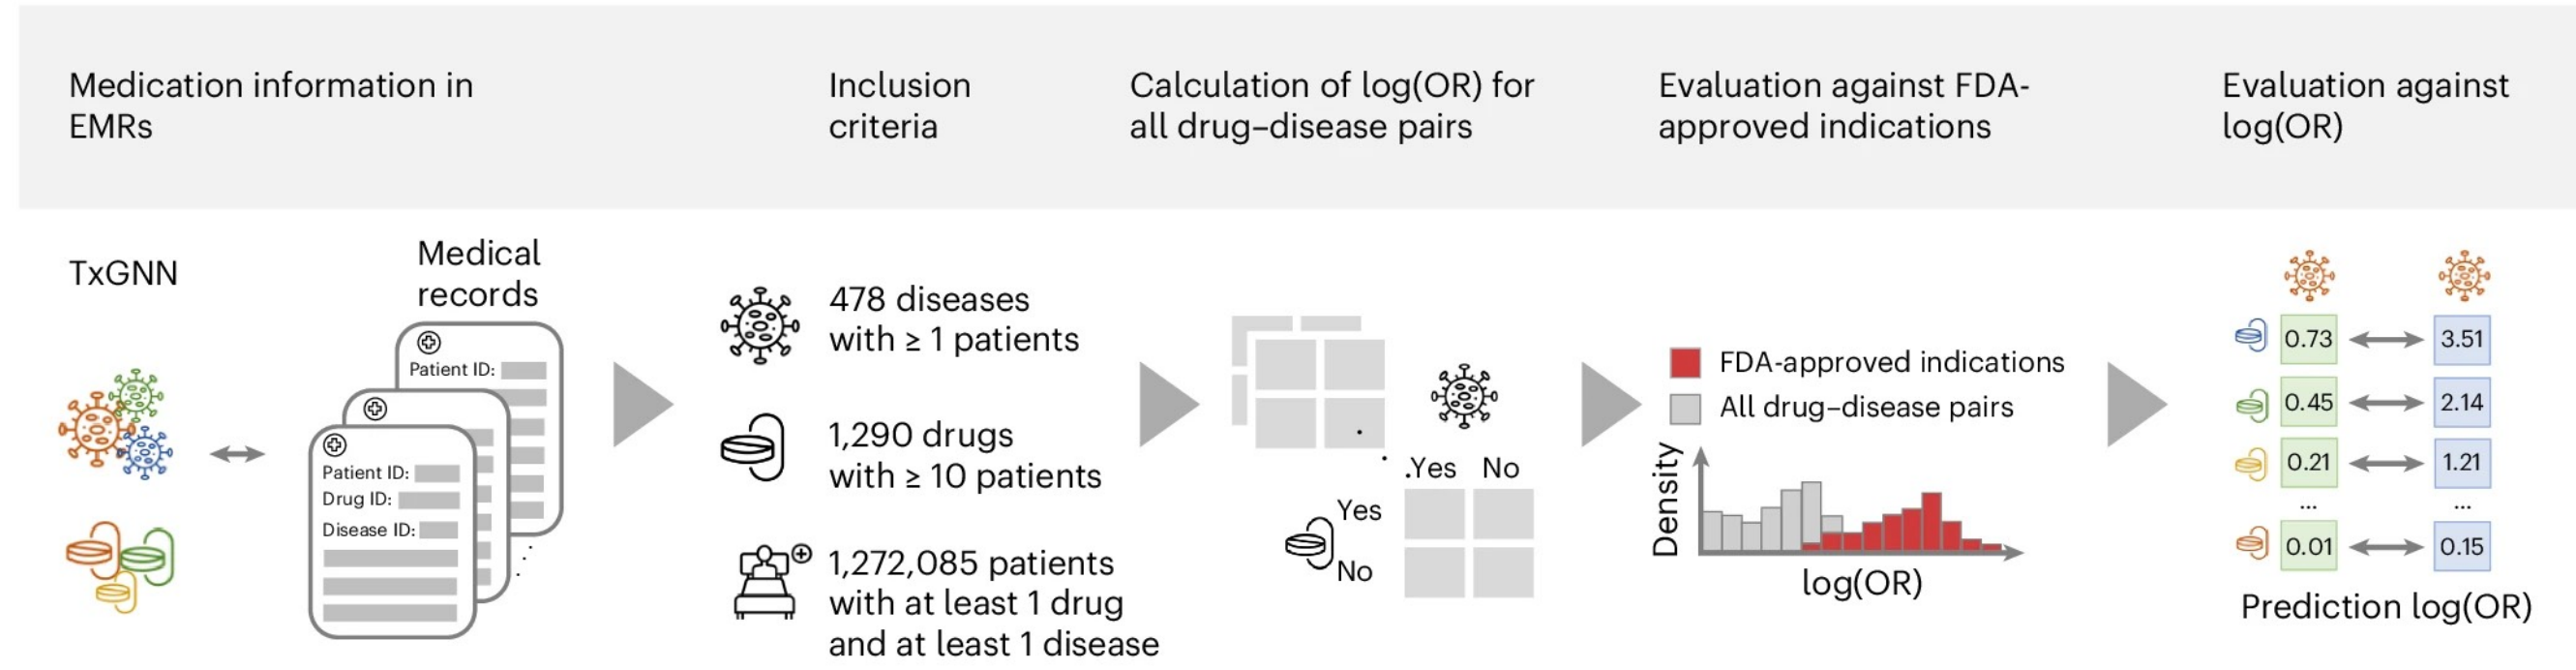 Medication information in
EMRs
Inclusion
criteria
Calculation of log(OR) for
all drug–disease pairs
Evaluation against FDA-
approved indications
Evaluation against
log(OR)
TxGNN
Medical
records
Patient ID:
Patient ID:
Drug ID:
Disease ID:
478 diseases
with ≥ 1 patients
1,290 drugs
with ≥ 10 patients
1,272,085 patients
with at least 1 drug
and at least 1 disease
Yes No
Yes
No
FDA-approved indications
All drug–disease pairs
Density
log(OR)
0.73 3.51
0.45 2.14
0.21 1.21
... ...
0.01 0.15
Prediction log(OR)